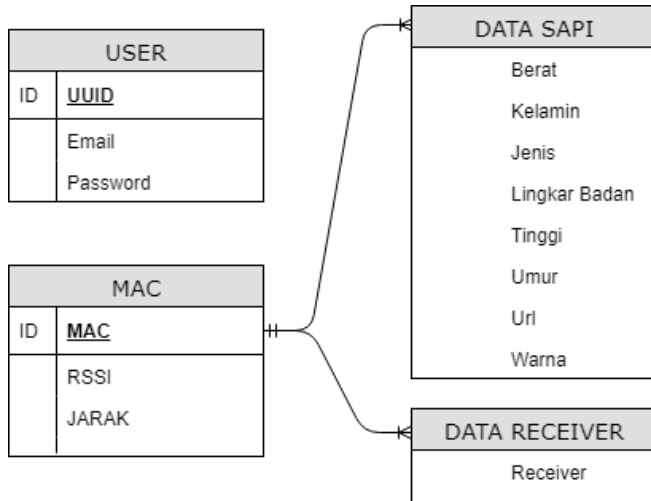 USER
ID UUID
Email
Password
MAC
ID MAC
RSSI
JARAK
DATA SAPI
Berat
Kelamin
Jenis
Lingkar Badan
Tinggi
Umur
Url
Warna
DATA RECEIVER
Receiver